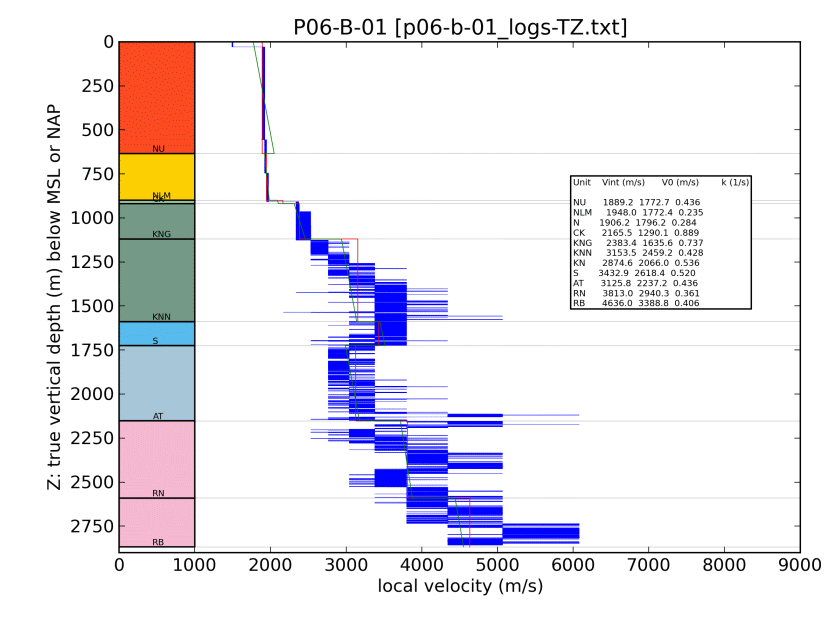 P06-B-01 [p06-b-01_logs-TZ.txt]
Z: true vertical depth (m) below MSL or NAP
0
250
500
750
1000
1250
1500
1750
2000
2250
2500
2750
NU
NLM
CK
KNG
KNN
S
AT
RN
RB
Unit Vint (m/s) V0 (m/s) k (1/s)
NU 1889.2 1772.7 0.436
NLM 1948.0 1772.4 0.235
N 1906.2 1796.2 0.284
CK 2165.5 1290.1 0.889
KNG 2383.4 1635.6 0.737
KNN 3153.5 2459.2 0.428
KN 2874.6 2066.0 0.536
S 3432.9 2618.4 0.520
AT 3125.8 2237.2 0.436
RN 3813.0 2940.3 0.361
RB 4636.0 3388.8 0.406
0 1000 2000 3000 4000 5000 6000 7000 8000 9000
local velocity (m/s)